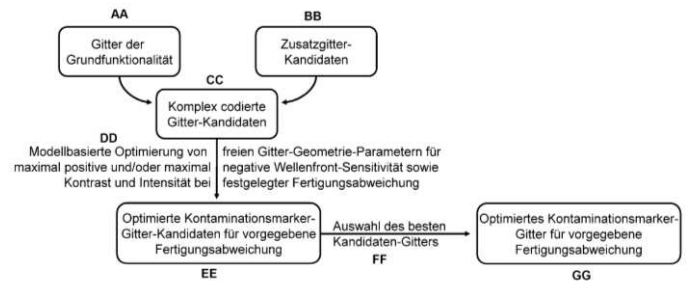 AA
BB
Gitter der
Grundfunktionalität
Zusatzgitter-
Kandidaten
CC
Komplex codierte
Gitter-Kandidaten
DD
Modellbasierte Optimierung von freien Gitter-Geometrie-Parametern für
maximal positive und/oder maximal negative Wellenfront-Sensitivität sowie
Kontrast und Intensität bei festgelegter Fertigungsabweichung
Optimierte Kontaminationsmarker-
Gitter-Kandidaten für vorgegebene
Fertigungsabweichung
EE
Auswahl des besten
Kandidaten-Gitters
FF
Optimiertes Kontaminationsmarker-
Gitter für vorgegebene
Fertigungsabweichung
GG